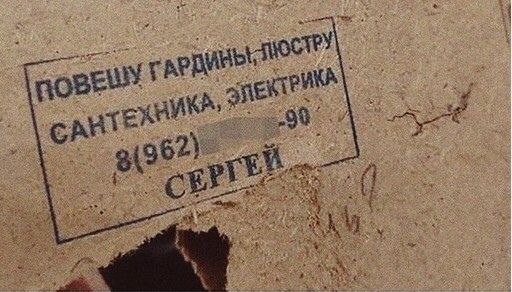 ПОВЕШУ ГАРДИНЫ, ЛЮСТРУ
САНТЕХНИКА, ЭЛЕКТРИКА
8(962) -90
СЕРГЕЙ